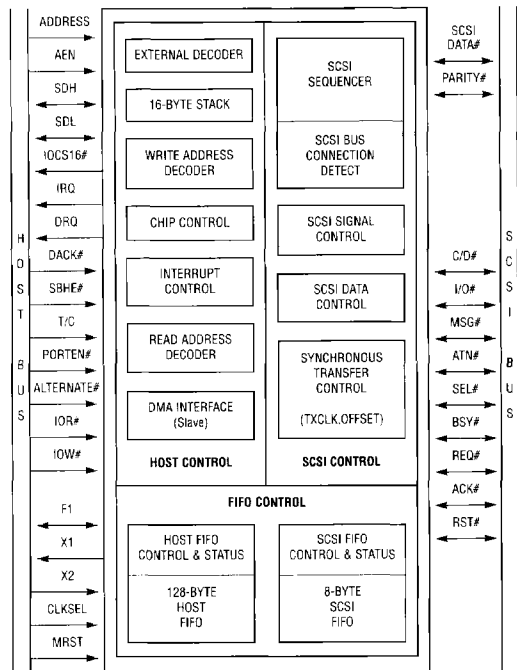 ADDRESS
AEN
SDH
SDL
IOCS16#
IRQ
DRQ
DACK#
SBHE#
T/C
PORTEN#
ALTERNATE#
IOR#
IOW#
F1
X1
X2
CLKSEL
MRST
HOST BUS
EXTERNAL DECODER
16-BYTE STACK
WRITE ADDRESS
DECODER
CHIP CONTROL
INTERRUPT
CONTROL
READ ADDRESS
DECODER
DMA INTERFACE
(Slave)
HOST CONTROL
SCSI
SEQUENCER
SCSI BUS
CONNECTION
DETECT
SCSI SIGNAL
CONTROL
SCSI DATA
CONTROL
SYNCHRONOUS
TRANSFER
CONTROL
(TXCLK.OFFSET)
SCSI CONTROL
FIFO CONTROL
HOST FIFO
CONTROL & STATUS
128-BYTE
HOST
FIFO
SCSI FIFO
CONTROL & STATUS
8-BYTE
SCSI
FIFO
SCSI
DATA#
PARITY#
C/D#
I/O#
MSG#
ATN#
SEL#
BSY#
REQ#
ACK#
RST#
SCSI BUS